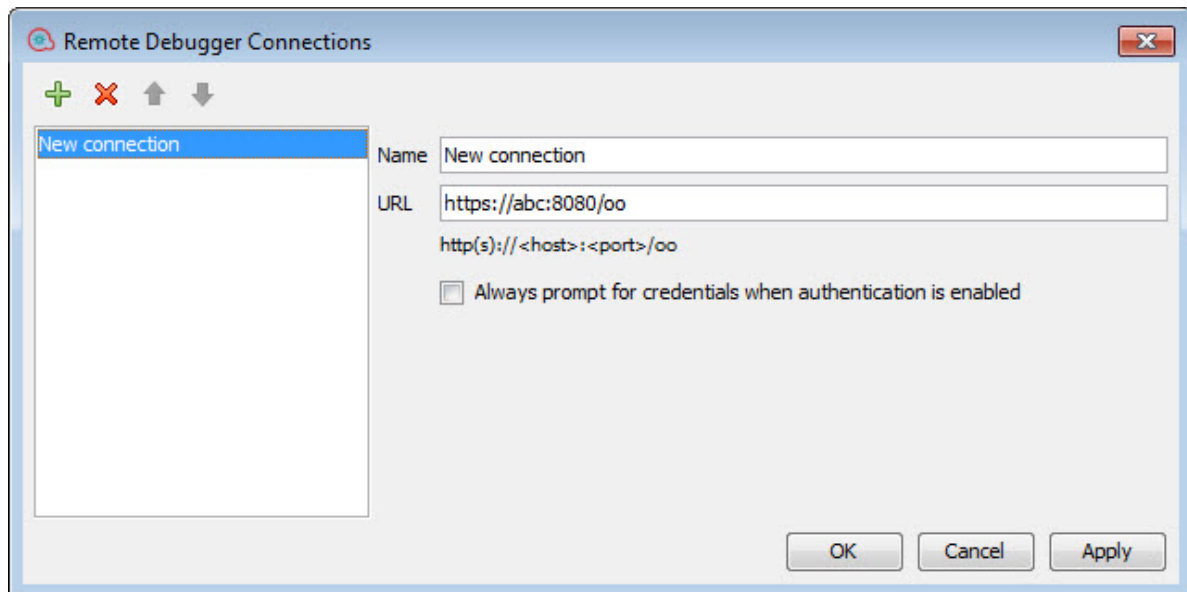 Remote Debugger Connections
New connection
Name New connection
URL https://abc:8080/oo
http(s)://<host>:<port>/oo
Always prompt for credentials when authentication is enabled
OK Cancel Apply